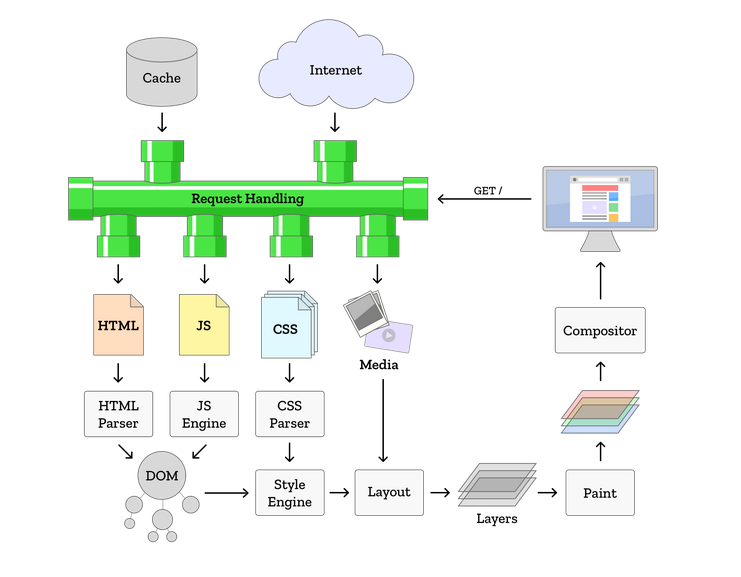 Cache
Internet
Request Handling
GET /
HTML
JS
CSS
Media
Compositor
HTML
Parser
JS
Engine
CSS
Parser
DOM
Style
Engine
Layout
Layers
Paint